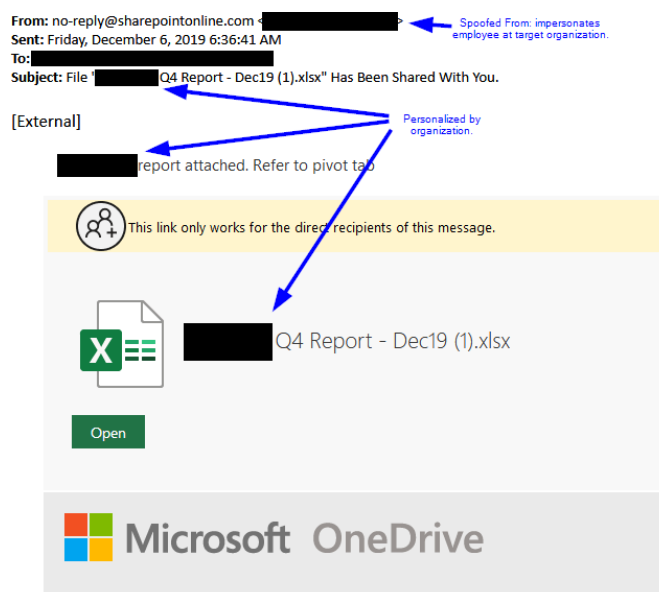 From: no-reply@sharepointonline.com < >
Spoofed From: impersonates
employee at target organization.
Sent: Friday, December 6, 2019 6:36:41 AM
To:
Subject: File " Q4 Report - Dec19 (1).xlsx" Has Been Shared With You.
Personalized by
organization.
[External]
report attached. Refer to pivot tab
This link only works for the direct recipients of this message.
X
Q4 Report - Dec19 (1).xlsx
Open
Microsoft OneDrive